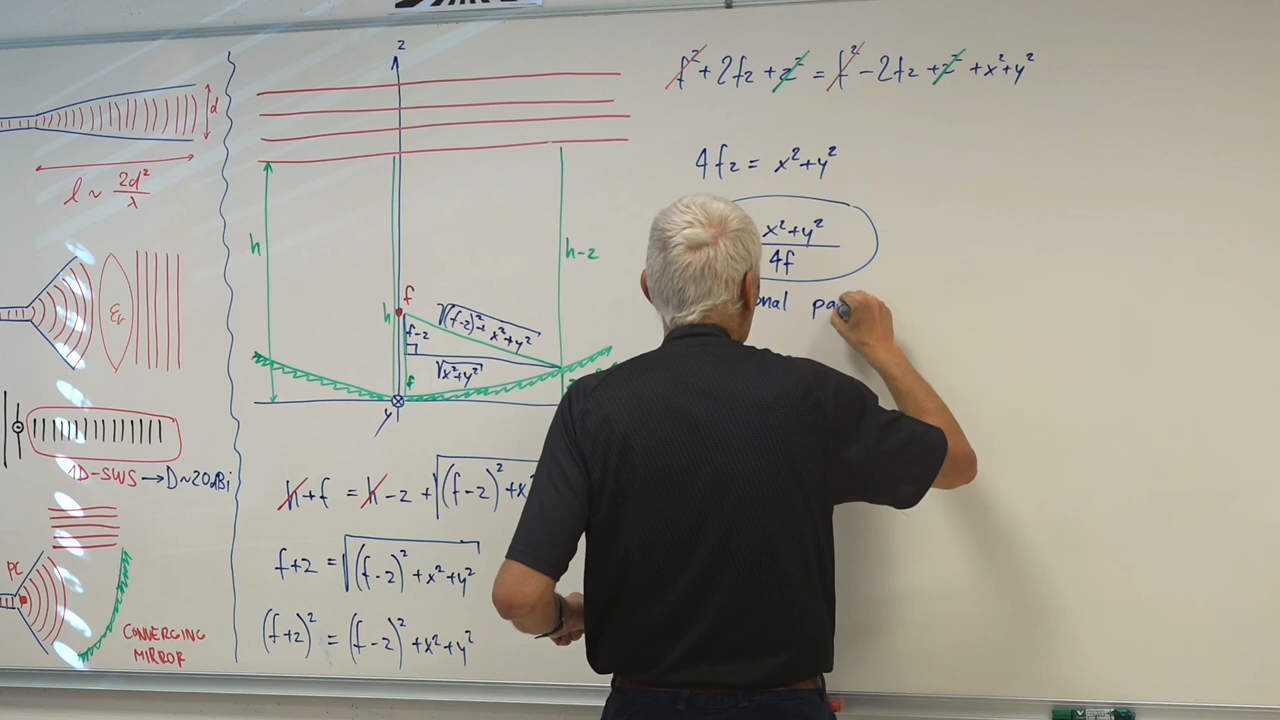 d
l ~ 2d²/λ
εr
1D-SWS → D~20dBi
PC
CONVERGING
MIRROR
z
h
h
h-z
f
f-z
√(f-z)²+x²+y²
√x²+y²
f
y
h+f = h-z+√(f-z)²+x
f+z = √(f-z)²+x²+y²
(f+z)² = (f-z)²+x²+y²
f²+2fz+z² = f²-2fz+z²+x²+y²
4fz = x²+y²
x²+y²/4f
onal pa